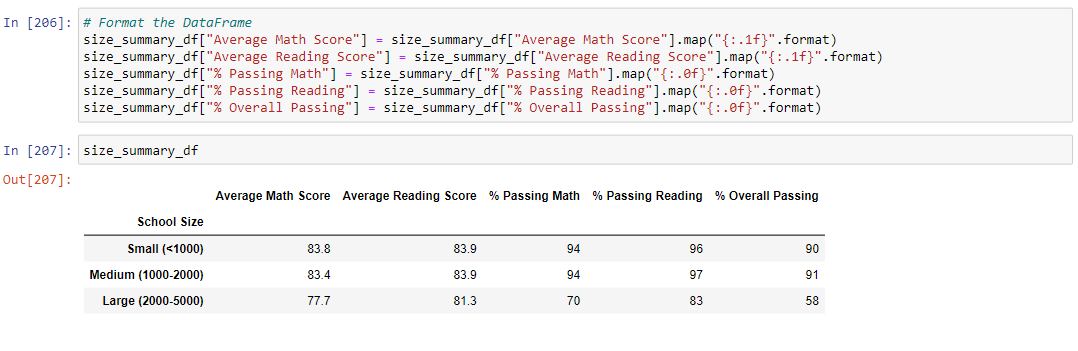 In [206]: # Format the DataFrame
size_summary_df["Average Math Score"] = size_summary_df["Average Math Score"].map("{:.1f}".format)
size_summary_df["Average Reading Score"] = size_summary_df["Average Reading Score"].map("{:.1f}".format)
size_summary_df["% Passing Math"] = size_summary_df["% Passing Math"].map("{:.0f}".format)
size_summary_df["% Passing Reading"] = size_summary_df["% Passing Reading"].map("{:.0f}".format)
size_summary_df["% Overall Passing"] = size_summary_df["% Overall Passing"].map("{:.0f}".format)
In [207]: size_summary_df
Out[207]:
Average Math Score Average Reading Score % Passing Math % Passing Reading % Overall Passing
School Size
Small (<1000) 83.8 83.9 94 96 90
Medium (1000-2000) 83.4 83.9 94 97 91
Large (2000-5000) 77.7 81.3 70 83 58